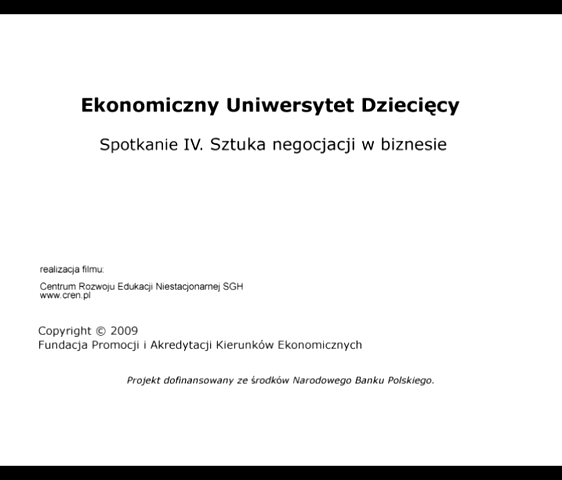 Ekonomiczny Uniwersytet Dziecięcy
Spotkanie IV. Sztuka negocjacji w biznesie
realizacja filmu:
Centrum Rozwoju Edukacji Niestacjonarnej SGH
www.cren.pl
Copyright © 2009
Fundacja Promocji i Akredytacji Kierunków Ekonomicznych
Projekt dofinansowany ze środków Narodowego Banku Polskiego.